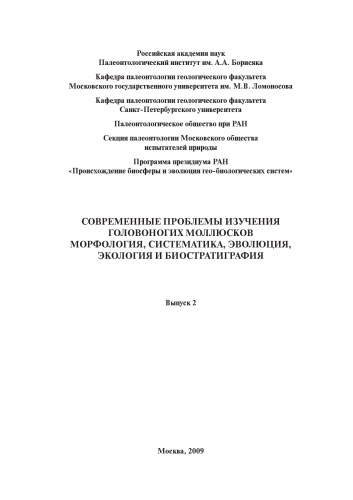 Российская академия наук
Палеонтологический институт им. А.А. Борисяка
Кафедра палеонтологии геологического факультета
Московского государственного университета им. М.В. Ломоносова
Кафедра палеонтологии геологического факультета
Санкт-Петербургского университета
Палеонтологическое общество при РАН
Секция палеонтологии Московского общества
испытателей природы
Программа президиума РАН
«Происхождение биосферы и эволюция гео-биологических систем»
СОВРЕМЕННЫЕ ПРОБЛЕМЫ ИЗУЧЕНИЯ
ГОЛОВОНОГИХ МОЛЛЮСКОВ
МОРФОЛОГИЯ, СИСТЕМАТИКА, ЭВОЛЮЦИЯ,
ЭКОЛОГИЯ И БИОСТРАТИГРАФИЯ
Выпуск 2
Москва, 2009